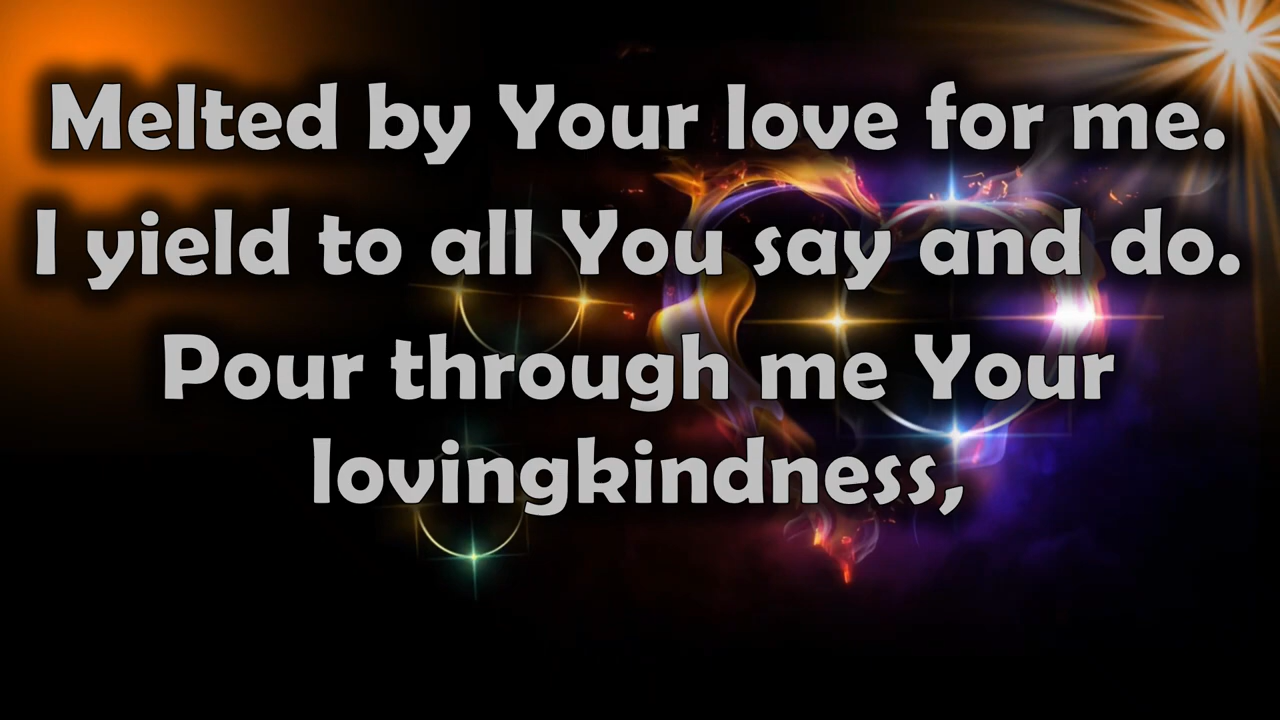 Melted by Your love for me.
I yield to all You say and do.
Pour through me Your
lovingkindness,